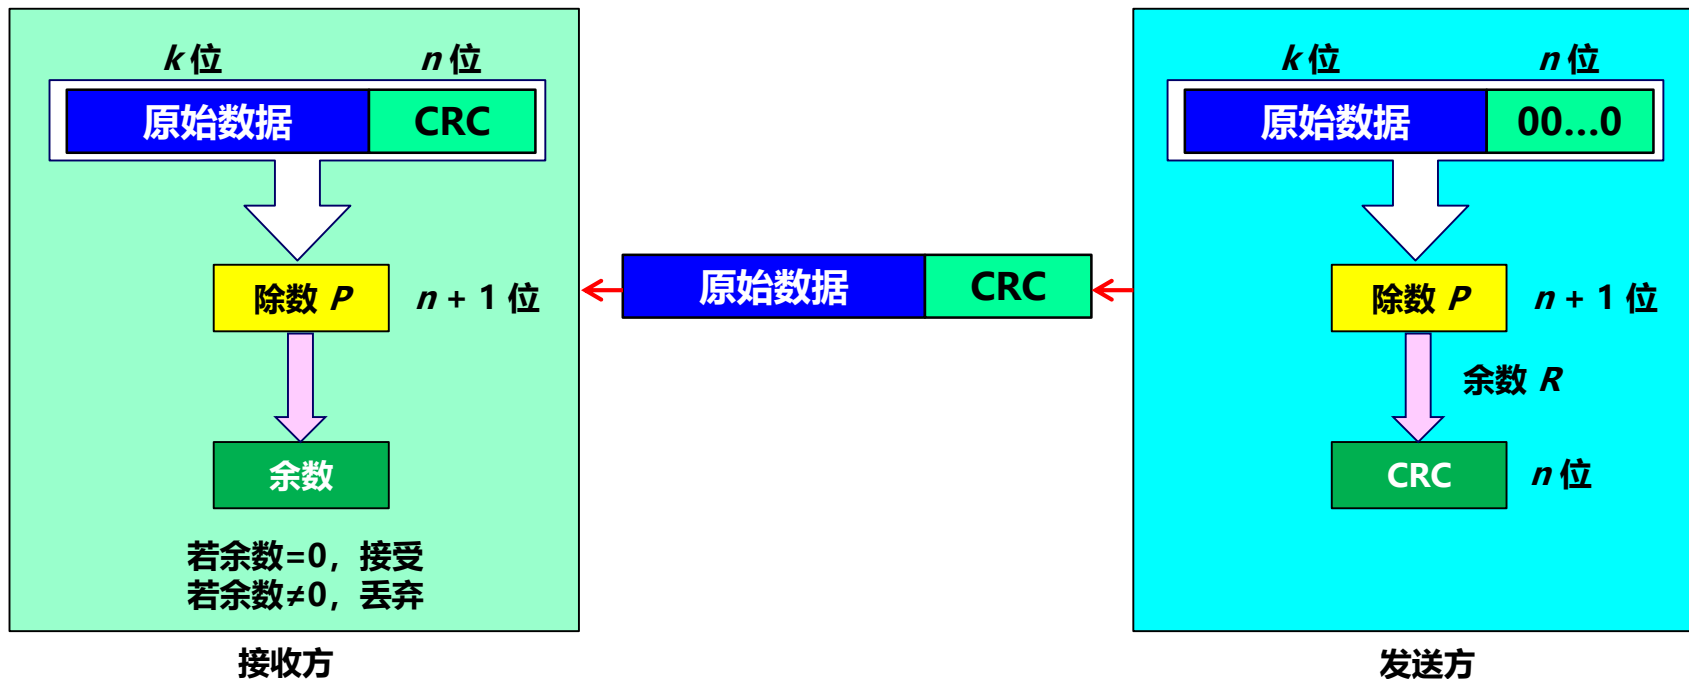 k 位 n 位
原始数据 CRC
除数 P n + 1 位
余数
若余数=0，接受
若余数≠0，丢弃
接收方
原始数据 CRC
k 位 n 位
原始数据 00...0
除数 P n + 1 位
余数 R
CRC n 位
发送方